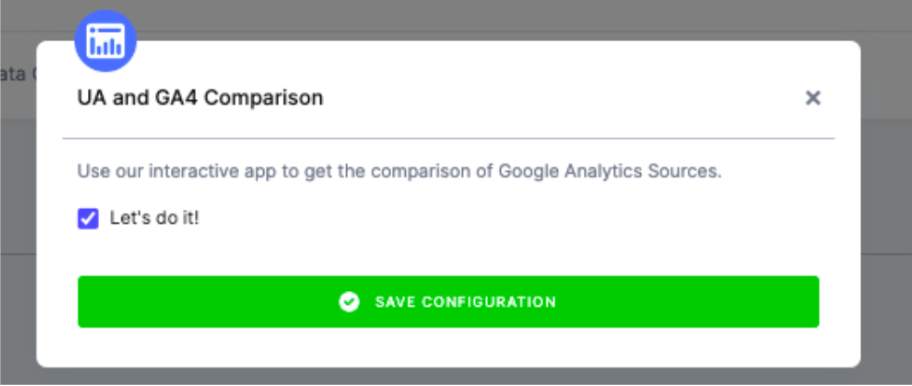 ata
UA and GA4 Comparison
Use our interactive app to get the comparison of Google Analytics Sources.
Let's do it!
SAVE CONFIGURATION